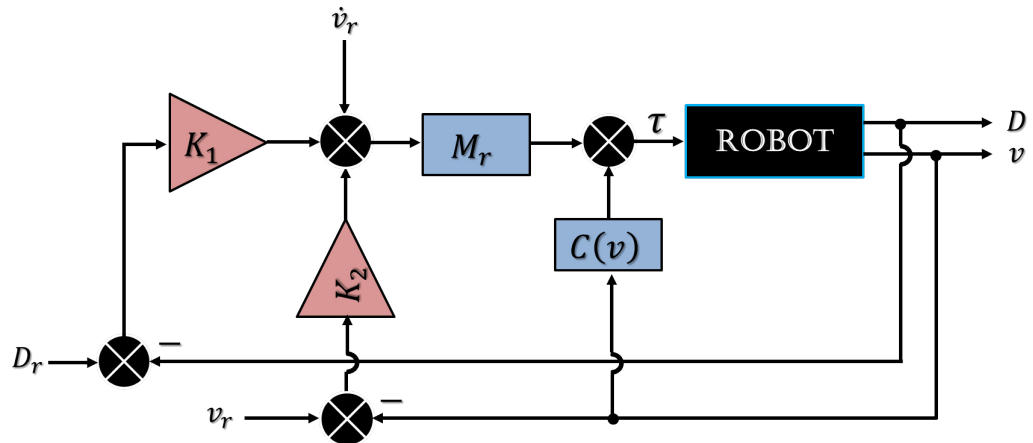 v̇ᵣ
K₁
Mᵣ
τ
ROBOT
D
v
C(v)
K₂
Dᵣ
−
vᵣ
−